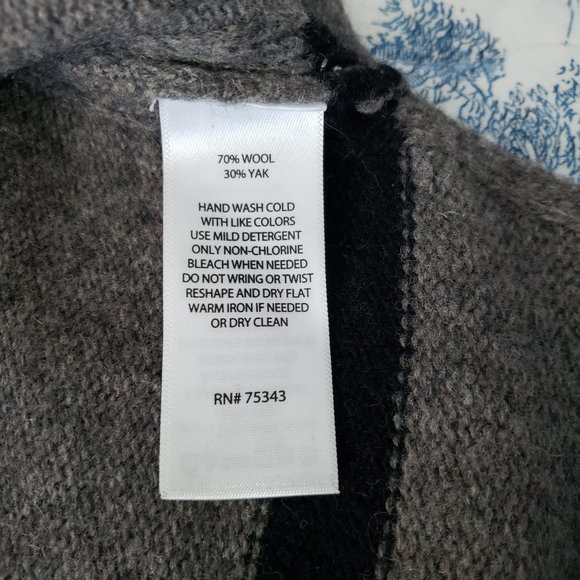 70% WOOL
30% YAK
HAND WASH COLD
WITH LIKE COLORS
USE MILD DETERGENT
ONLY NON-CHLORINE
BLEACH WHEN NEEDED
DO NOT WRING OR TWIST
RESHAPE AND DRY FLAT
WARM IRON IF NEEDED
OR DRY CLEAN
RN# 75343